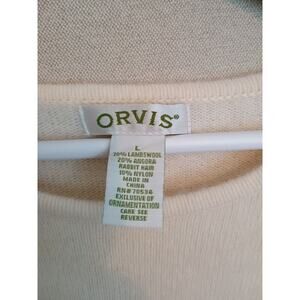 ORVIS®
L
70% LAMBSWOOL
20% ANGORA
RABBIT HAIR
10% NYLON
MADE IN
CHINA
RN# 70534
EXCLUSIVE OF
ORNAMENTATION
CARE SEE
REVERSE